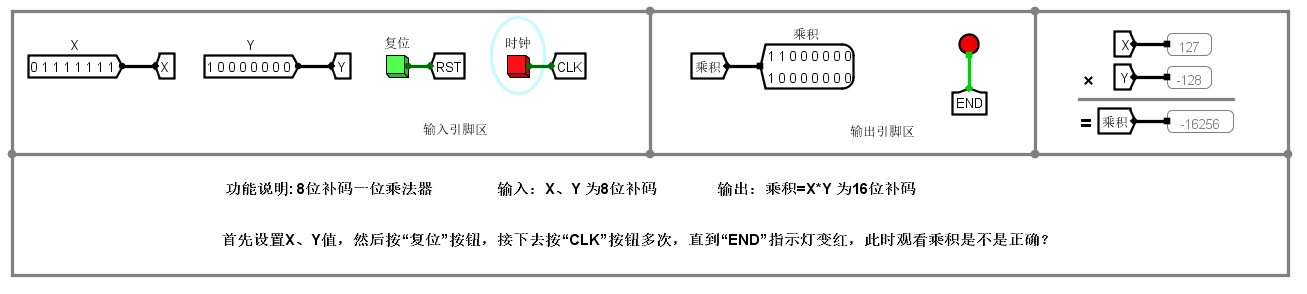 X Y 复位 时钟 乘积
01111111 X 10000000 Y RST CLK 乘积 11000000
10000000
END
X 127
× Y -128
= 乘积 -16256
输入引脚区 输出引脚区
功能说明: 8位补码一位乘法器 输入：X、Y 为8位补码 输出：乘积=X*Y 为16位补码
首先设置X、Y值，然后按“复位”按钮，接下去按“CLK”按钮多次，直到“END”指示灯变红，此时观看乘积是不是正确？